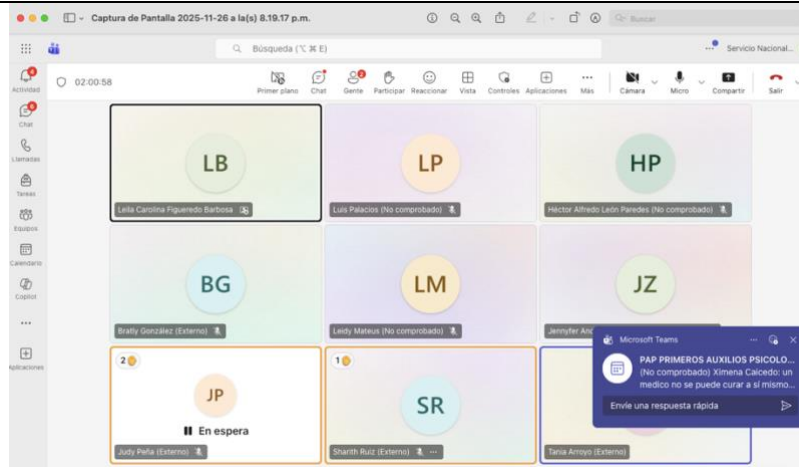 Captura de Pantalla 2025-11-26 a la(s) 8.19.17 p.m.
Buscar
Búsqueda (⌥ ⌘ E)
Servicio Nacional...
4
Actividad
02:00:58
Primer plano
Chat
Gente
Participar
Reaccionar
Vista
Controles
Aplicaciones
Más
Cámara
Micro
Compartir
Salir
Chat
Llamadas
Tareas
Equipos
Calendario
Copilot
Aplicaciones
LB
Leila Carolina Figueredo Barbosa
LP
Luis Palacios (No comprobado)
HP
Héctor Alfredo León Paredes (No comprobado)
BG
Bratly González (Externo)
LM
Leidy Mateus (No comprobado)
JZ
Jennyfer
2
JP
En espera
Judy Peña (Externo)
1
SR
Sharith Ruiz (Externo)
Tania Arroyo (Externo)
Microsoft Teams
PAP PRIMEROS AUXILIOS PSICOLO...
(No comprobado) Ximena Caicedo: un
medico no se puede curar a sí mismo...
Envíe una respuesta rápida